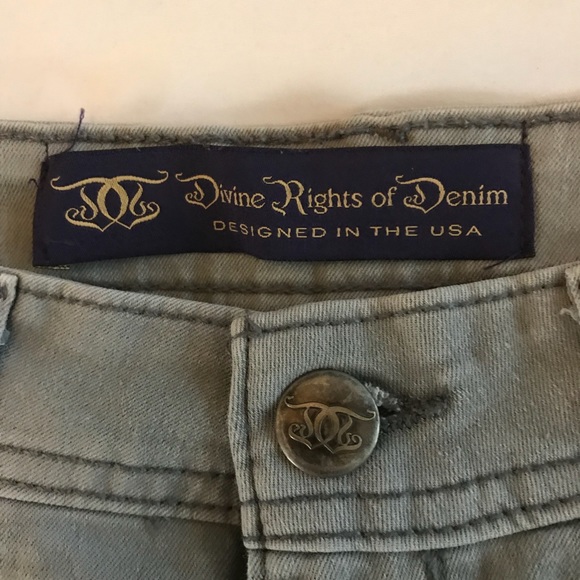 Divine Rights of Denim
DESIGNED IN THE USA